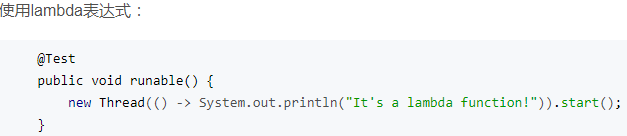 使用lambda表达式：
@Test
public void runable() {
    new Thread(() -> System.out.println("It's a lambda function!")).start();
}